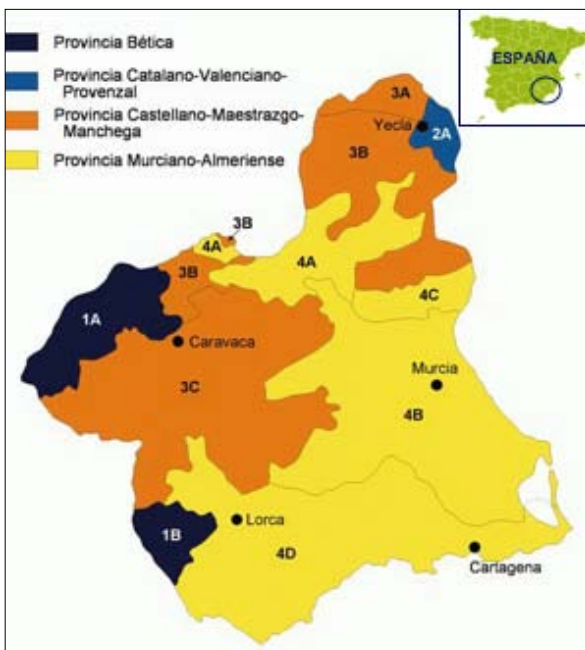 Provincia Bética
Provincia Catalano-Valenciano-
Provenzal
Provincia Castellano-Maestrazgo-
Manchega
Provincia Murciano-Almeriense
ESPAÑA
3A
Yecla
2A
3B
3B
4A
4A
3B
4C
1A
Caravaca
Murcia
3C
4B
1B
Lorca
4D
Cartagena